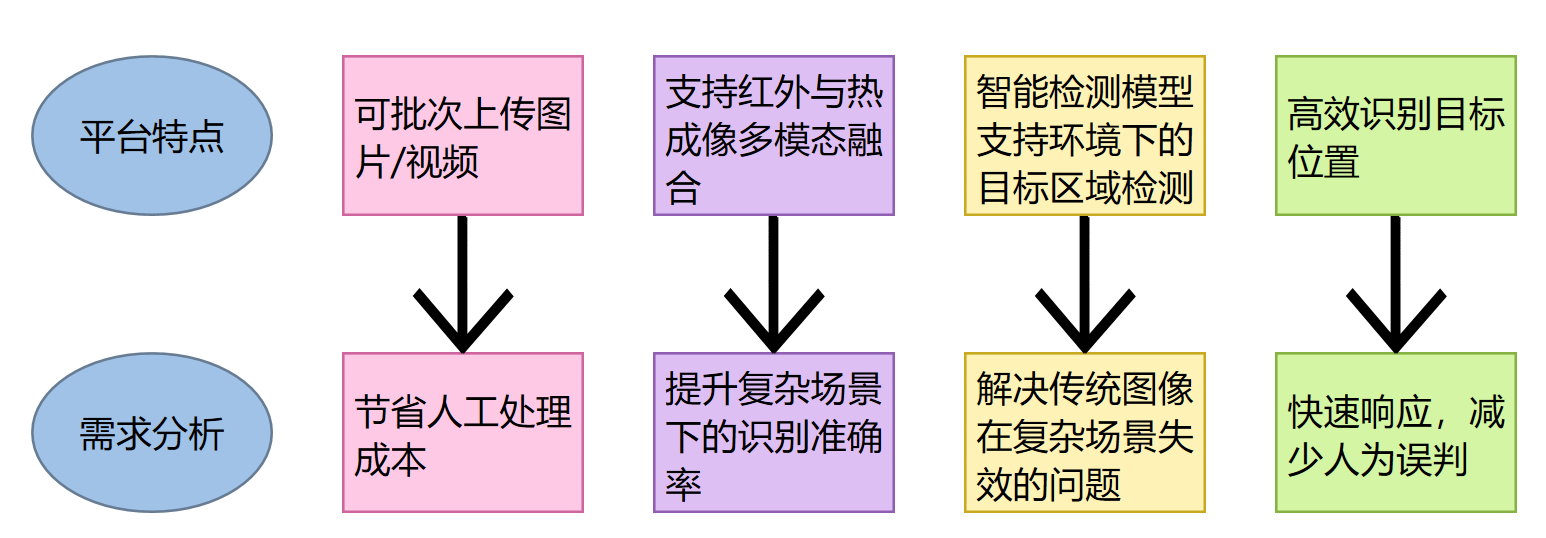 平台特点
可批次上传图
片/视频
支持红外与热
成像多模态融
合
智能检测模型
支持环境下的
目标区域检测
高效识别目标
位置
需求分析
节省人工处理
成本
提升复杂场景
下的识别准确
率
解决传统图像
在复杂场景失
效的问题
快速响应，减
少人为误判